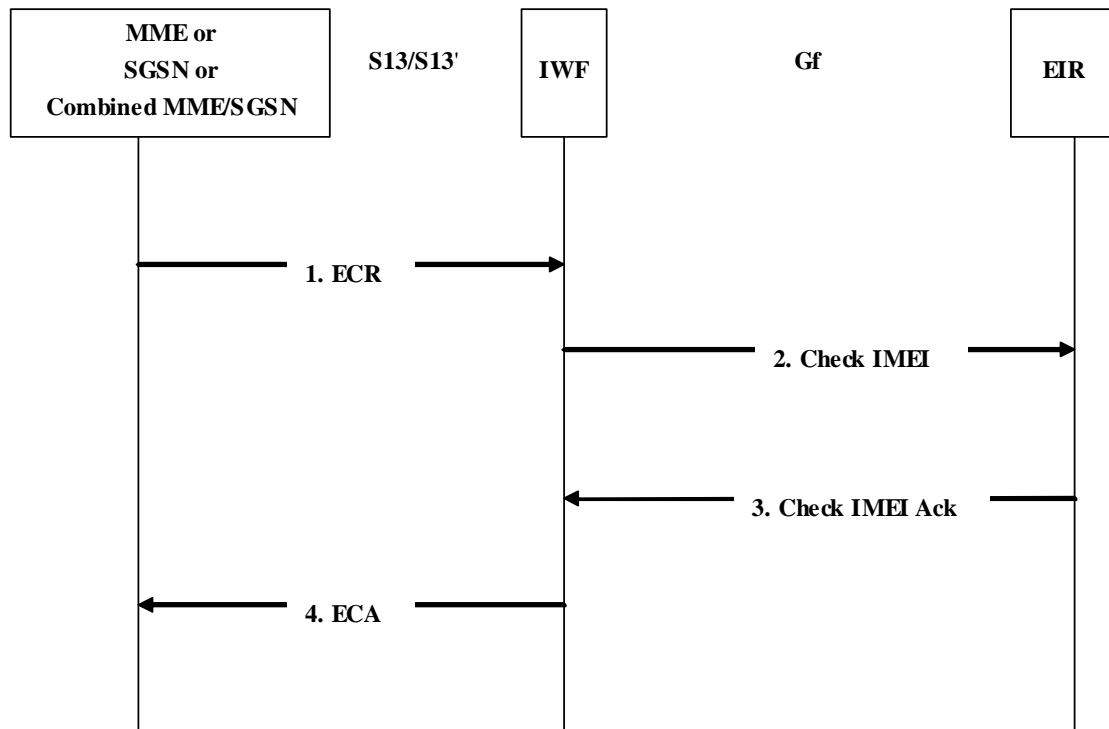 MME or
SGSN or
Combined MME/SGSN
S13/S13'
IWF
Gf
EIR
1. ECR
2. Check IMEI
3. Check IMEI Ack
4. ECA